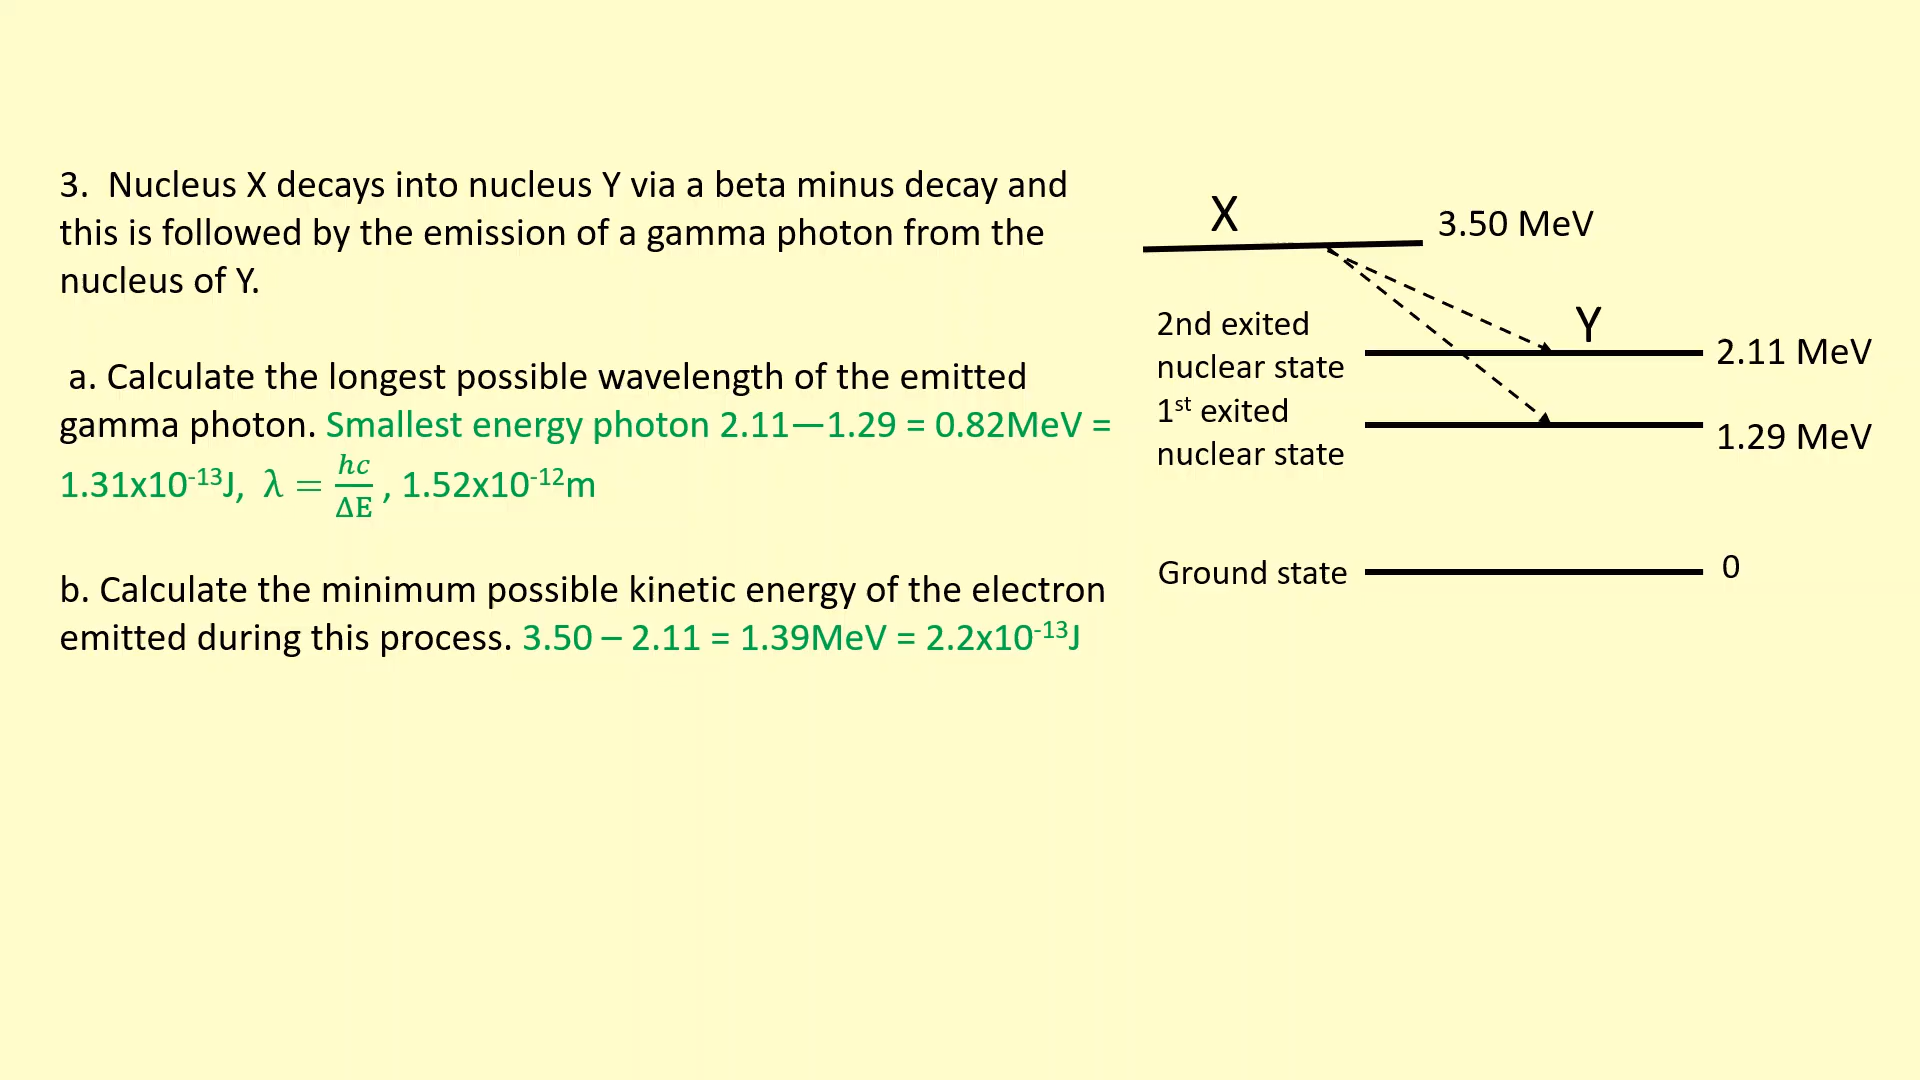 3.  Nucleus X decays into nucleus Y via a beta minus decay and
this is followed by the emission of a gamma photon from the
nucleus of Y.
a. Calculate the longest possible wavelength of the emitted
gamma photon. Smallest energy photon 2.11—1.29 = 0.82MeV =
1.31x10⁻¹³J,  λ = hc/ΔE , 1.52x10⁻¹²m
b. Calculate the minimum possible kinetic energy of the electron
emitted during this process. 3.50 – 2.11 = 1.39MeV = 2.2x10⁻¹³J
X
3.50 MeV
2nd exited
nuclear state
Y
2.11 MeV
1ˢᵗ exited
nuclear state
1.29 MeV
Ground state
0